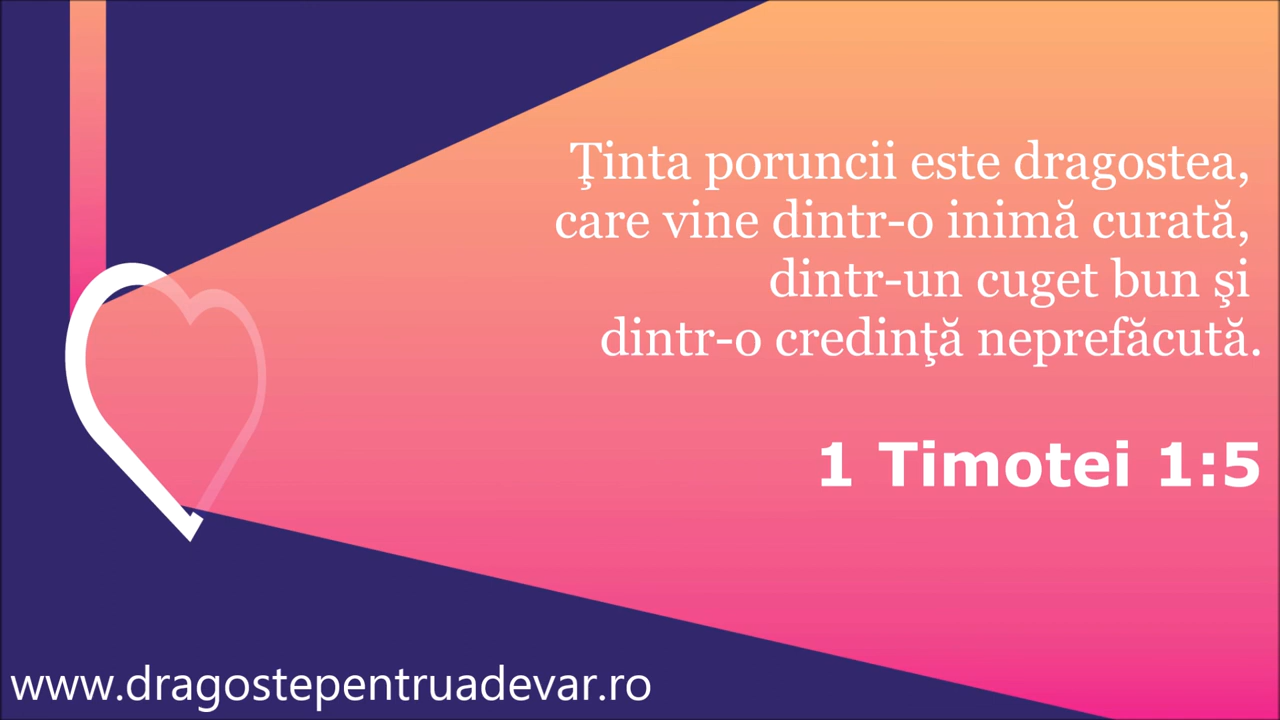 Ţinta poruncii este dragostea,
care vine dintr-o inimă curată,
dintr-un cuget bun şi
dintr-o credinţă neprefăcută.
1 Timotei 1:5
www.dragostepentruadevar.ro